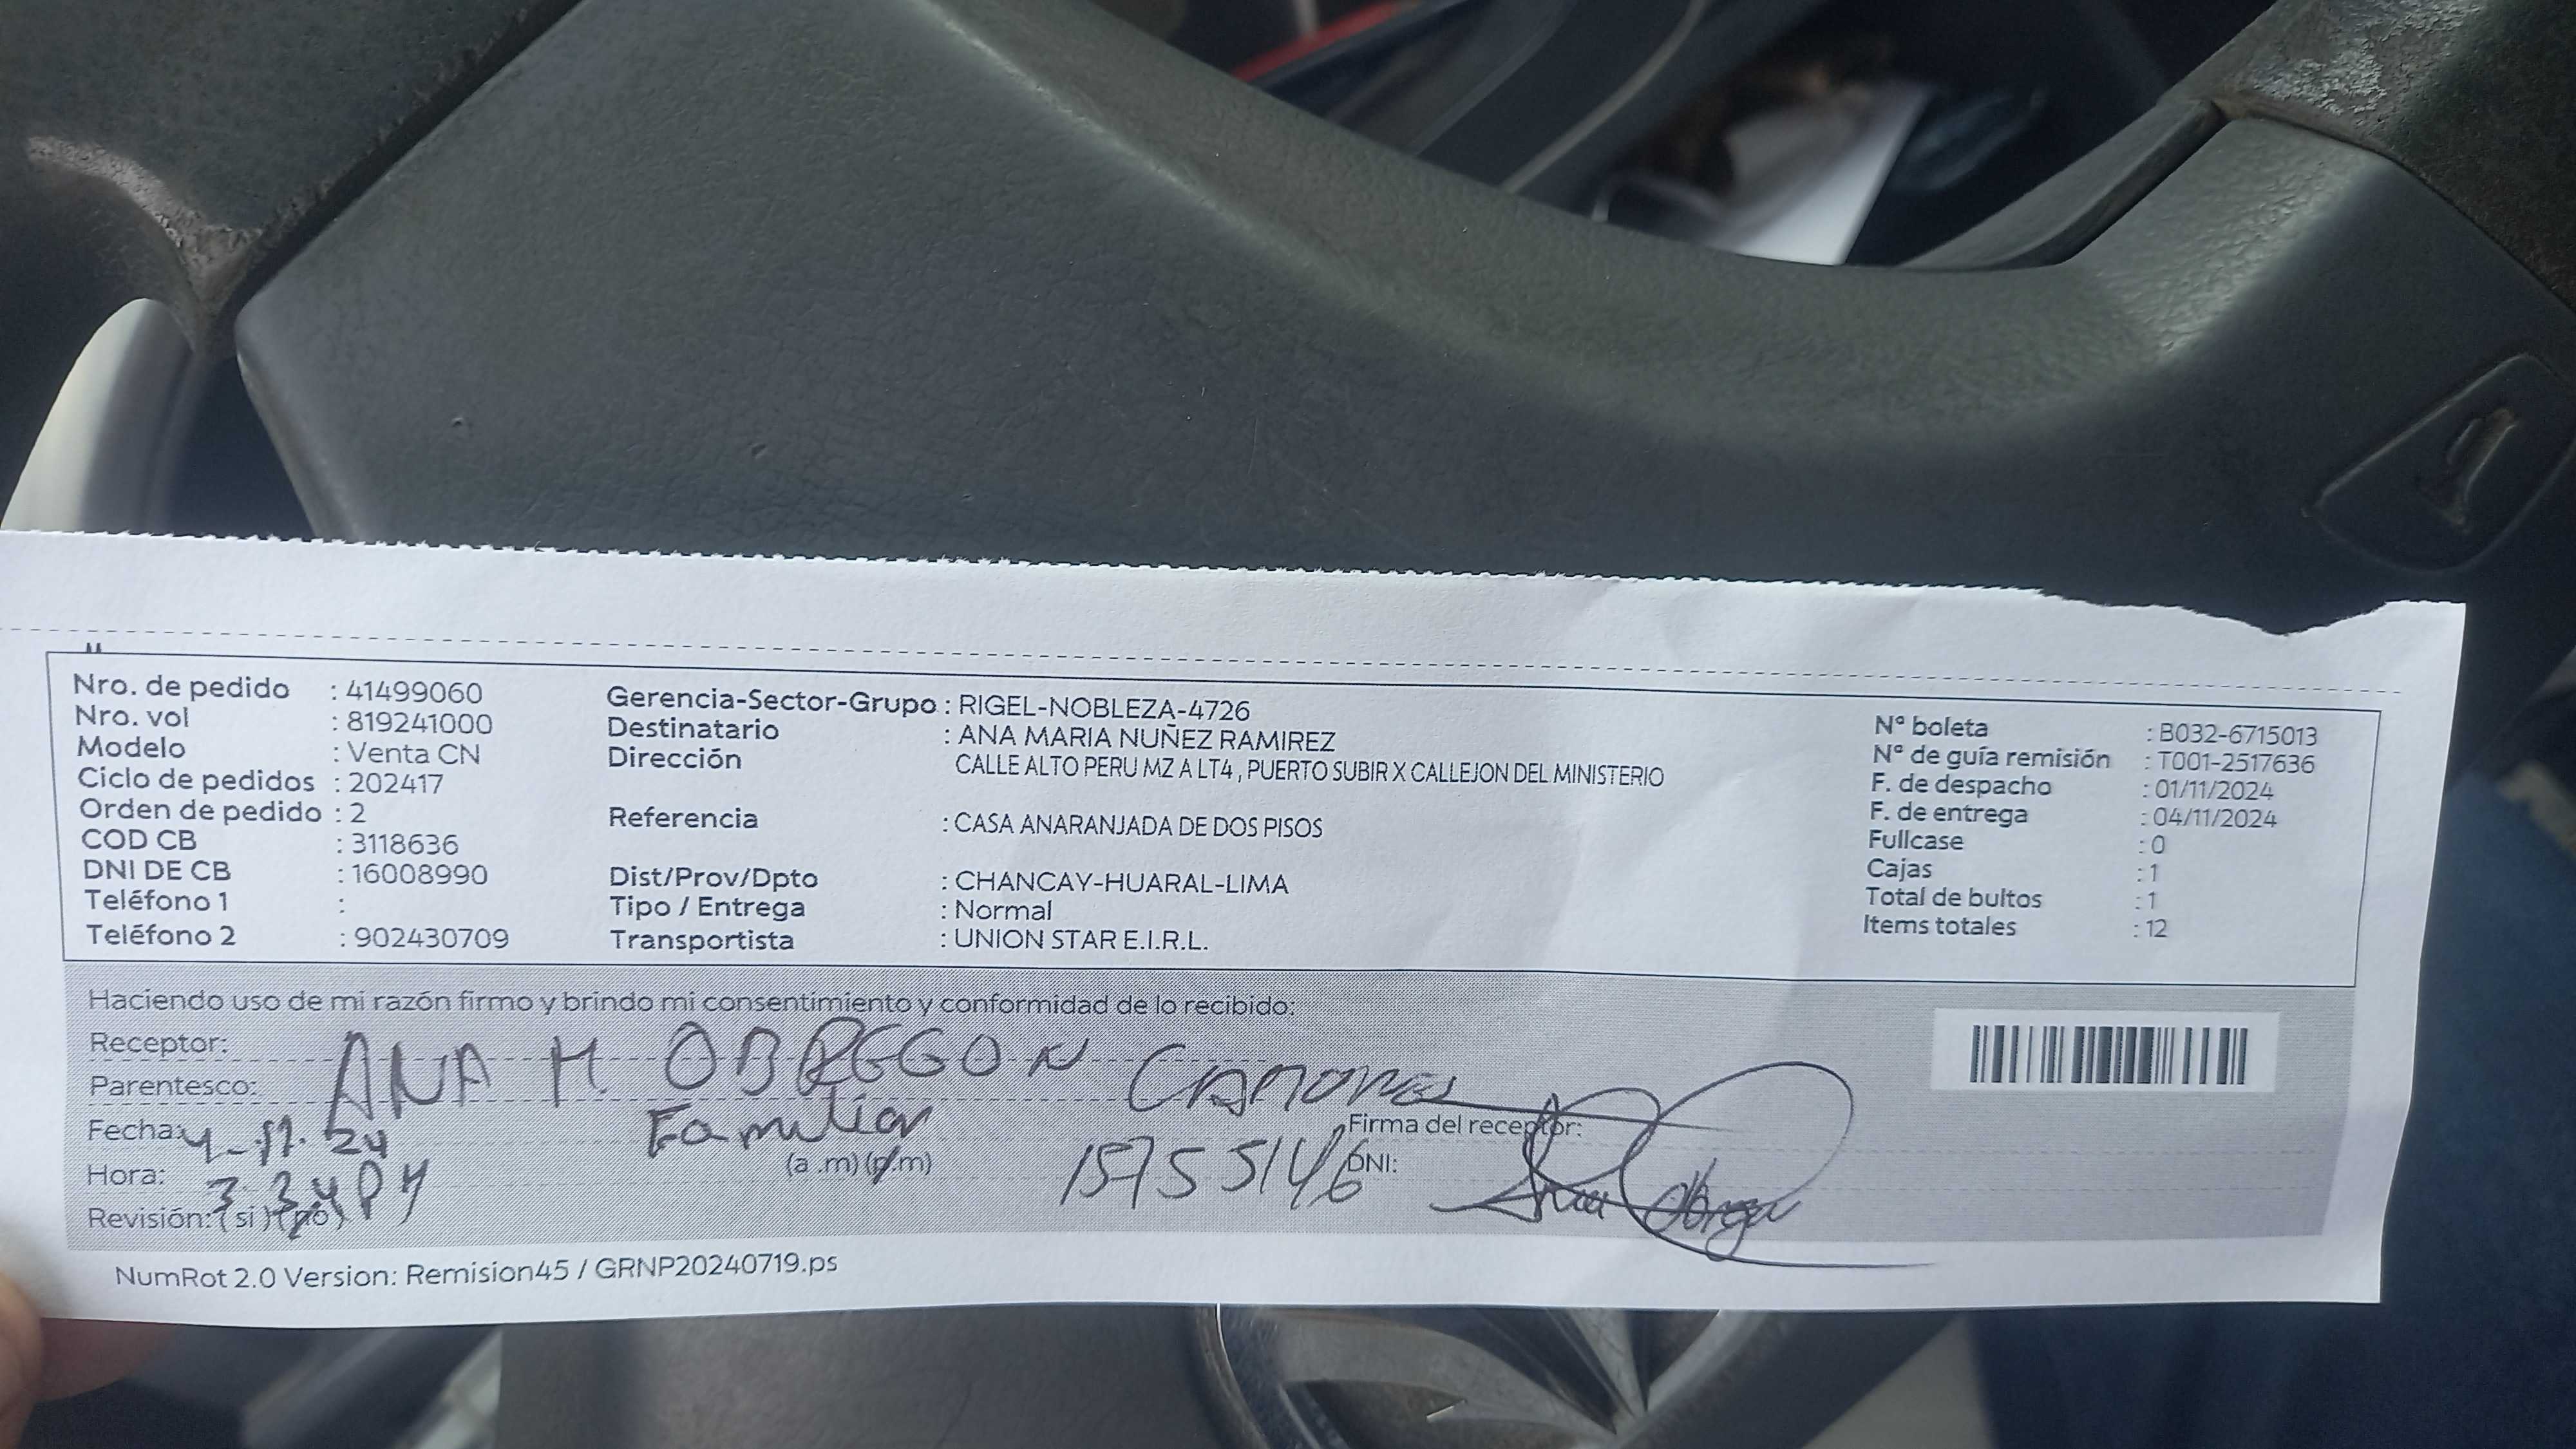 Nro. de pedido : 41499060
Nro. vol : 819241000
Modelo : Venta CN
Ciclo de pedidos : 202417
Orden de pedido : 2
COD CB : 3118636
DNI DE CB : 16008990
Teléfono 1 :
Teléfono 2 : 902430709
Gerencia-Sector-Grupo : RIGEL-NOBLEZA-4726
Destinatario : ANA MARIA NUÑEZ RAMIREZ
Dirección CALLE ALTO PERU MZ A LT4 , PUERTO SUBIR X CALLEJON DEL MINISTERIO
Referencia : CASA ANARANJADA DE DOS PISOS
Dist/Prov/Dpto : CHANCAY-HUARAL-LIMA
Tipo / Entrega : Normal
Transportista : UNION STAR E.I.R.L.
Nº boleta : B032-6715013
Nº de guía remisión : T001-2517636
F. de despacho : 01/11/2024
F. de entrega : 04/11/2024
Fullcase : 0
Cajas : 1
Total de bultos : 1
Items totales : 12
Haciendo uso de mi razón firmo y brindo mi consentimiento y conformidad de lo recibido:
Receptor: ANA M OBREGON
Parentesco: Familiar
Fecha: 4-11-24
Firma del receptor:
Hora: 3:34 PM (a .m) (p.m)
DNI: 15755146
Ana Obregon
Revisión: ( si ) ( no )
NumRot 2.0 Version: Remision45 / GRNP20240719.ps